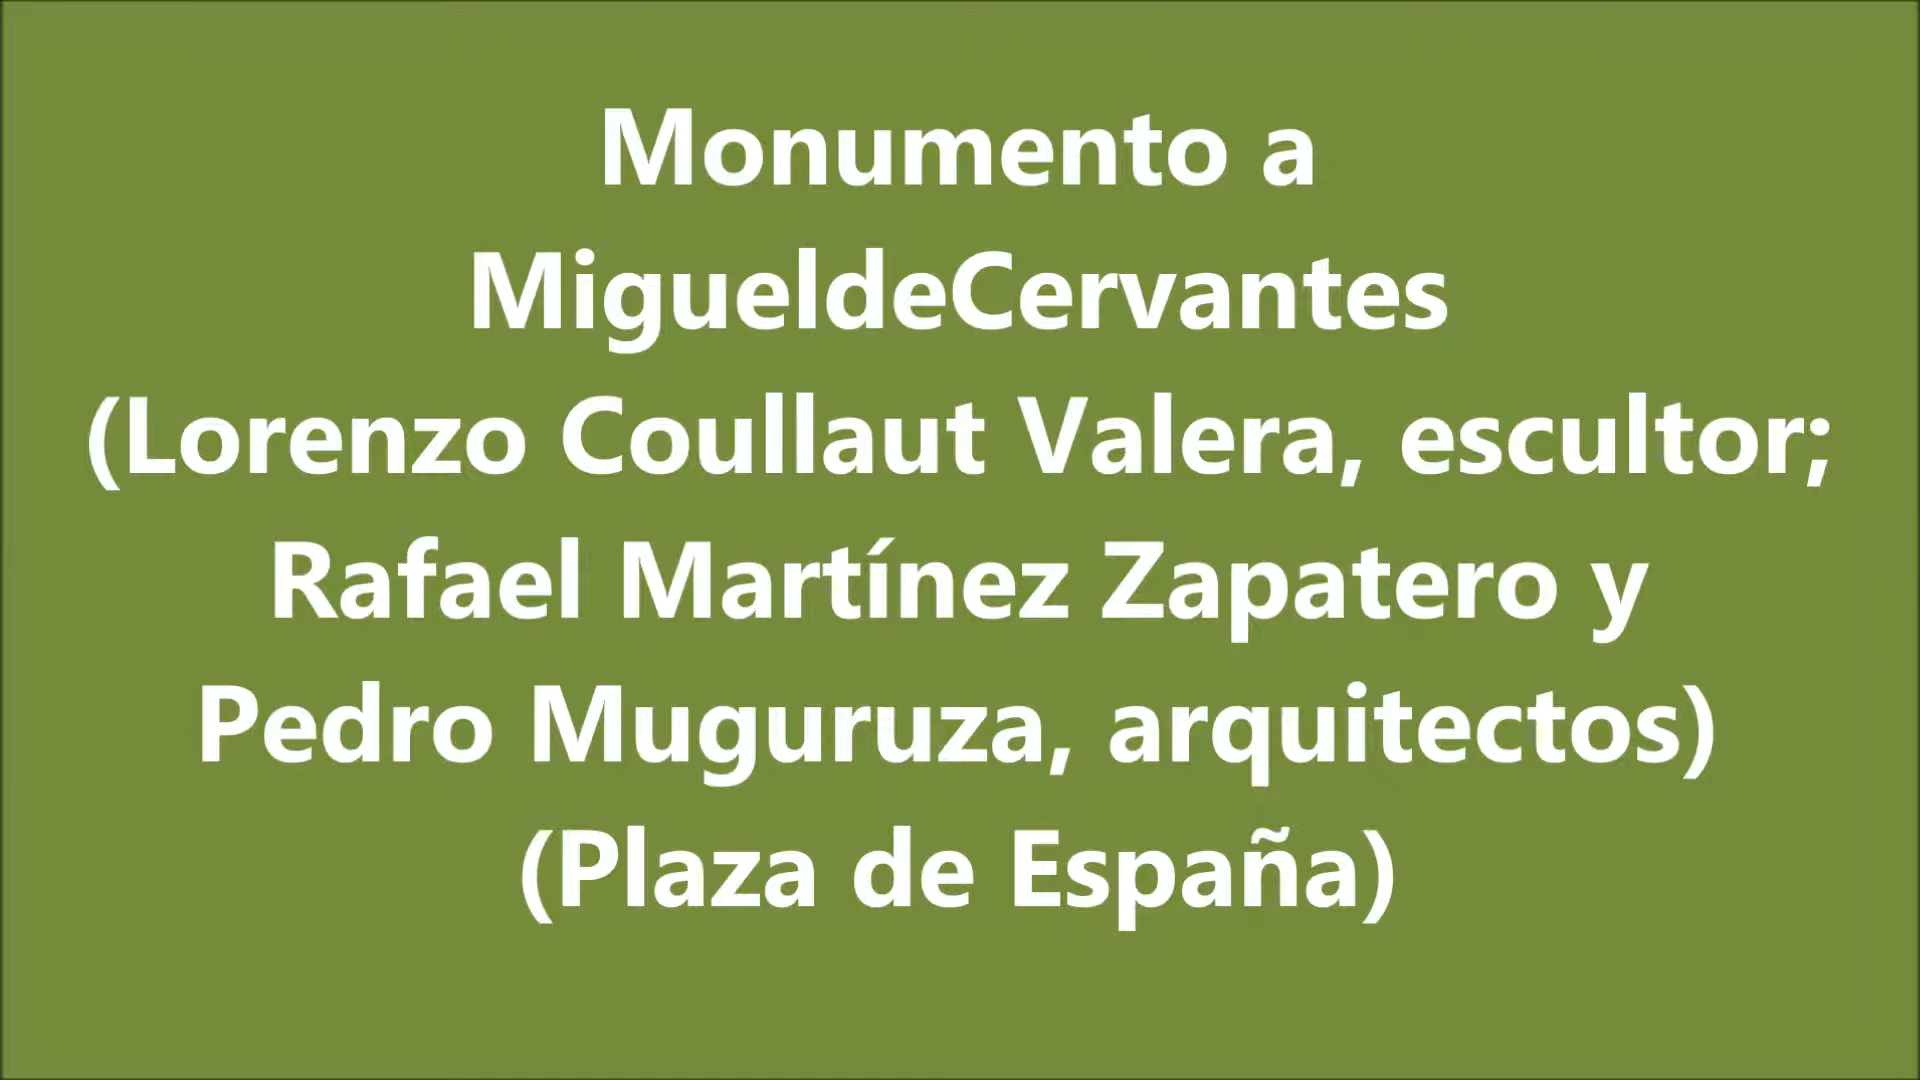 Monumento a
MigueldeCervantes
(Lorenzo Coullaut Valera, escultor;
Rafael Martínez Zapatero y
Pedro Muguruza, arquitectos)
(Plaza de España)